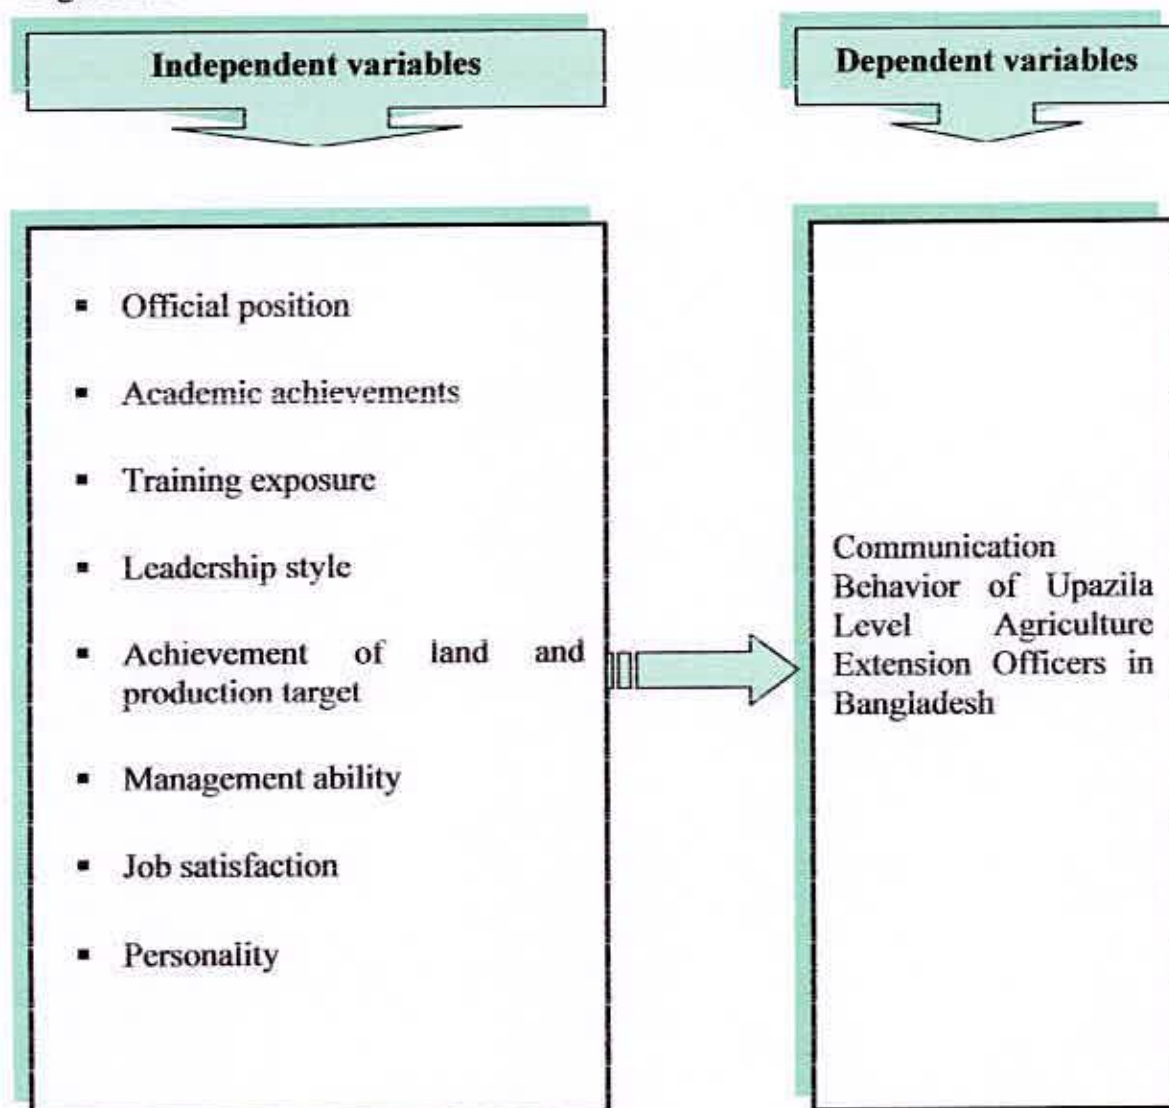 Independent variables
Dependent variables
Official position
Academic achievements
Training exposure
Leadership style
Achievement of land and
production target
Management ability
Job satisfaction
Personality
Communication
Behavior of Upazila
Level Agriculture
Extension Officers in
Bangladesh